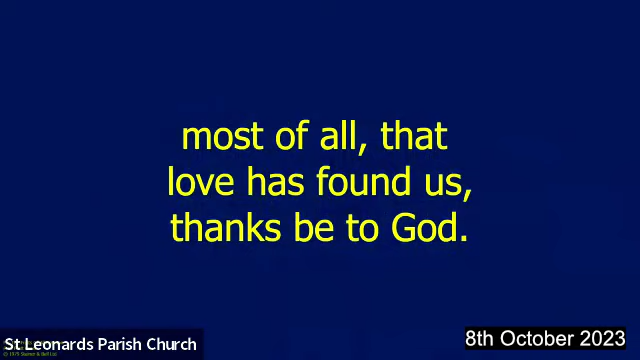 most of all, that
love has found us,
thanks be to God.
St Leonards Parish Church
8th October 2023